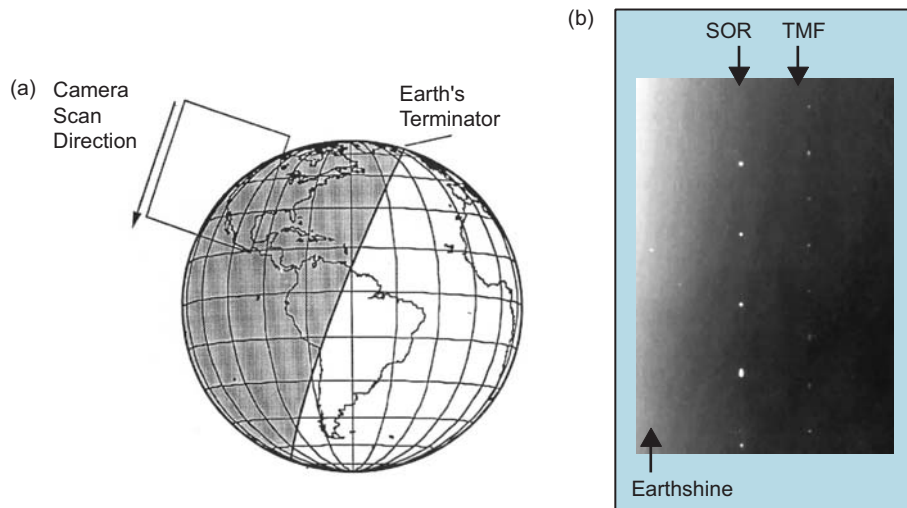 (a)
Camera
Scan
Direction
Earth's
Terminator
(b)
SOR
TMF
Earthshine